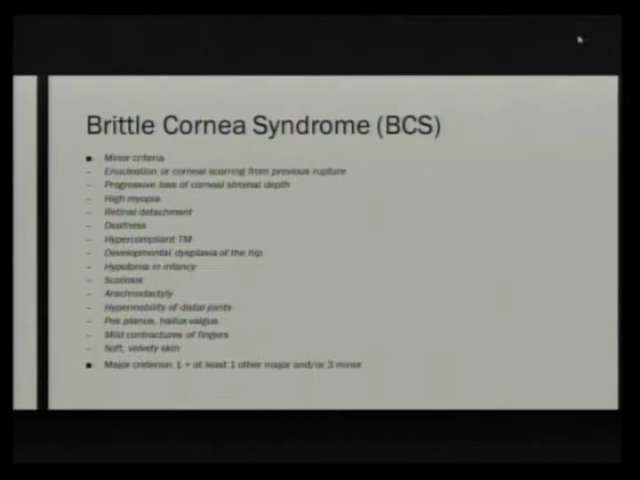 Brittle Cornea Syndrome (BCS)
■ Minor criteria
– Enucleation or corneal scarring from previous rupture
– Progressive loss of corneal stromal depth
– High myopia
– Retinal detachment
– Deafness
– Hypercompliant TM
– Developmental dysplasia of the hip
– Hypotonia in infancy
– Scoliosis
– Arachnodactyly
– Hypermobility of distal joints
– Pes planus, hallux valgus
– Mild contractures of fingers
– Soft, velvety skin
■ Major creterion 1 + at least 1 other major and/or 3 minor